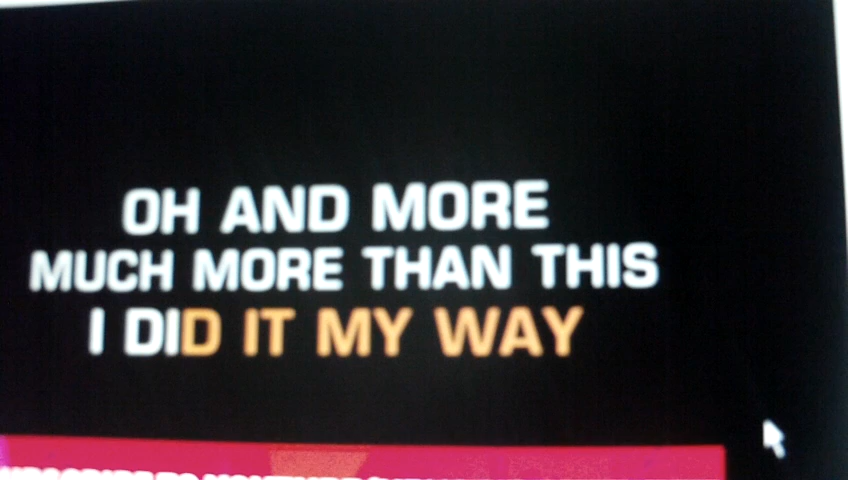 OH AND MORE
MUCH MORE THAN THIS
I DID IT MY WAY